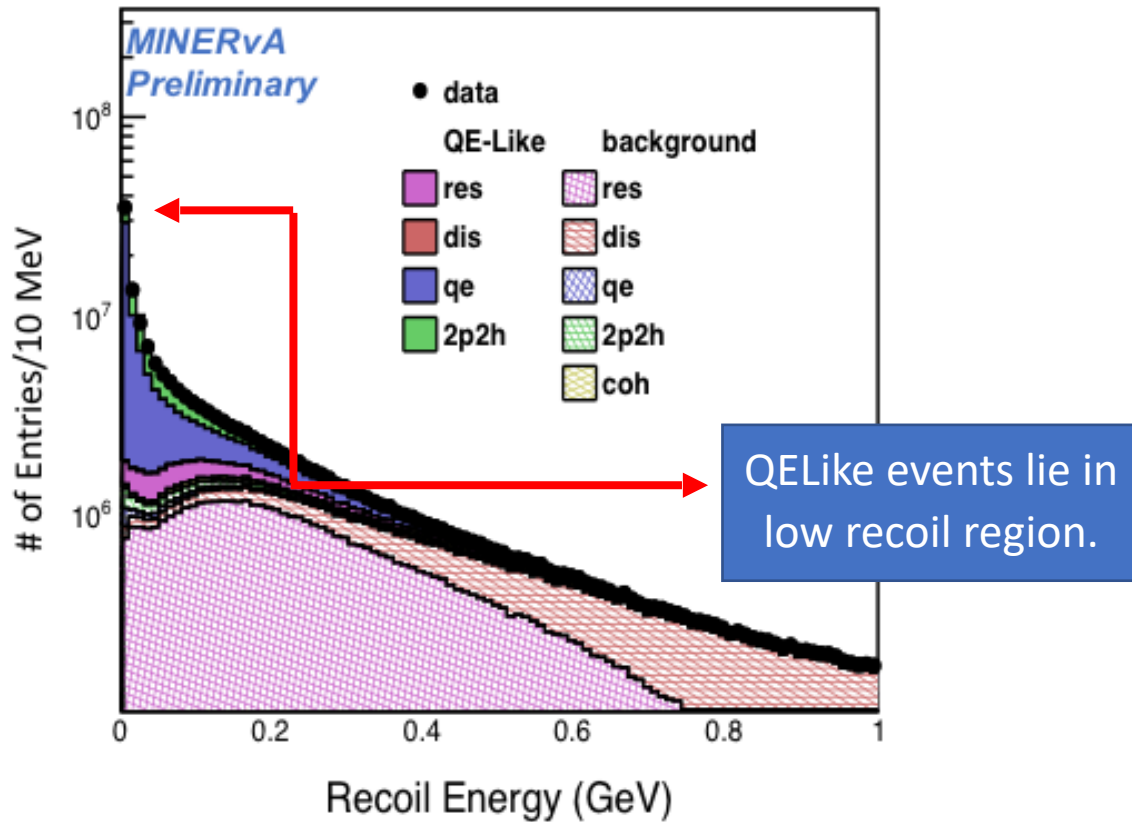 MINERvA
Preliminary
data
QE-Like background
res res
dis dis
qe qe
2p2h 2p2h
coh
10⁸
10⁷
10⁶
# of Entries/10 MeV
QELike events lie in
low recoil region.
0 0.2 0.4 0.6 0.8 1
Recoil Energy (GeV)